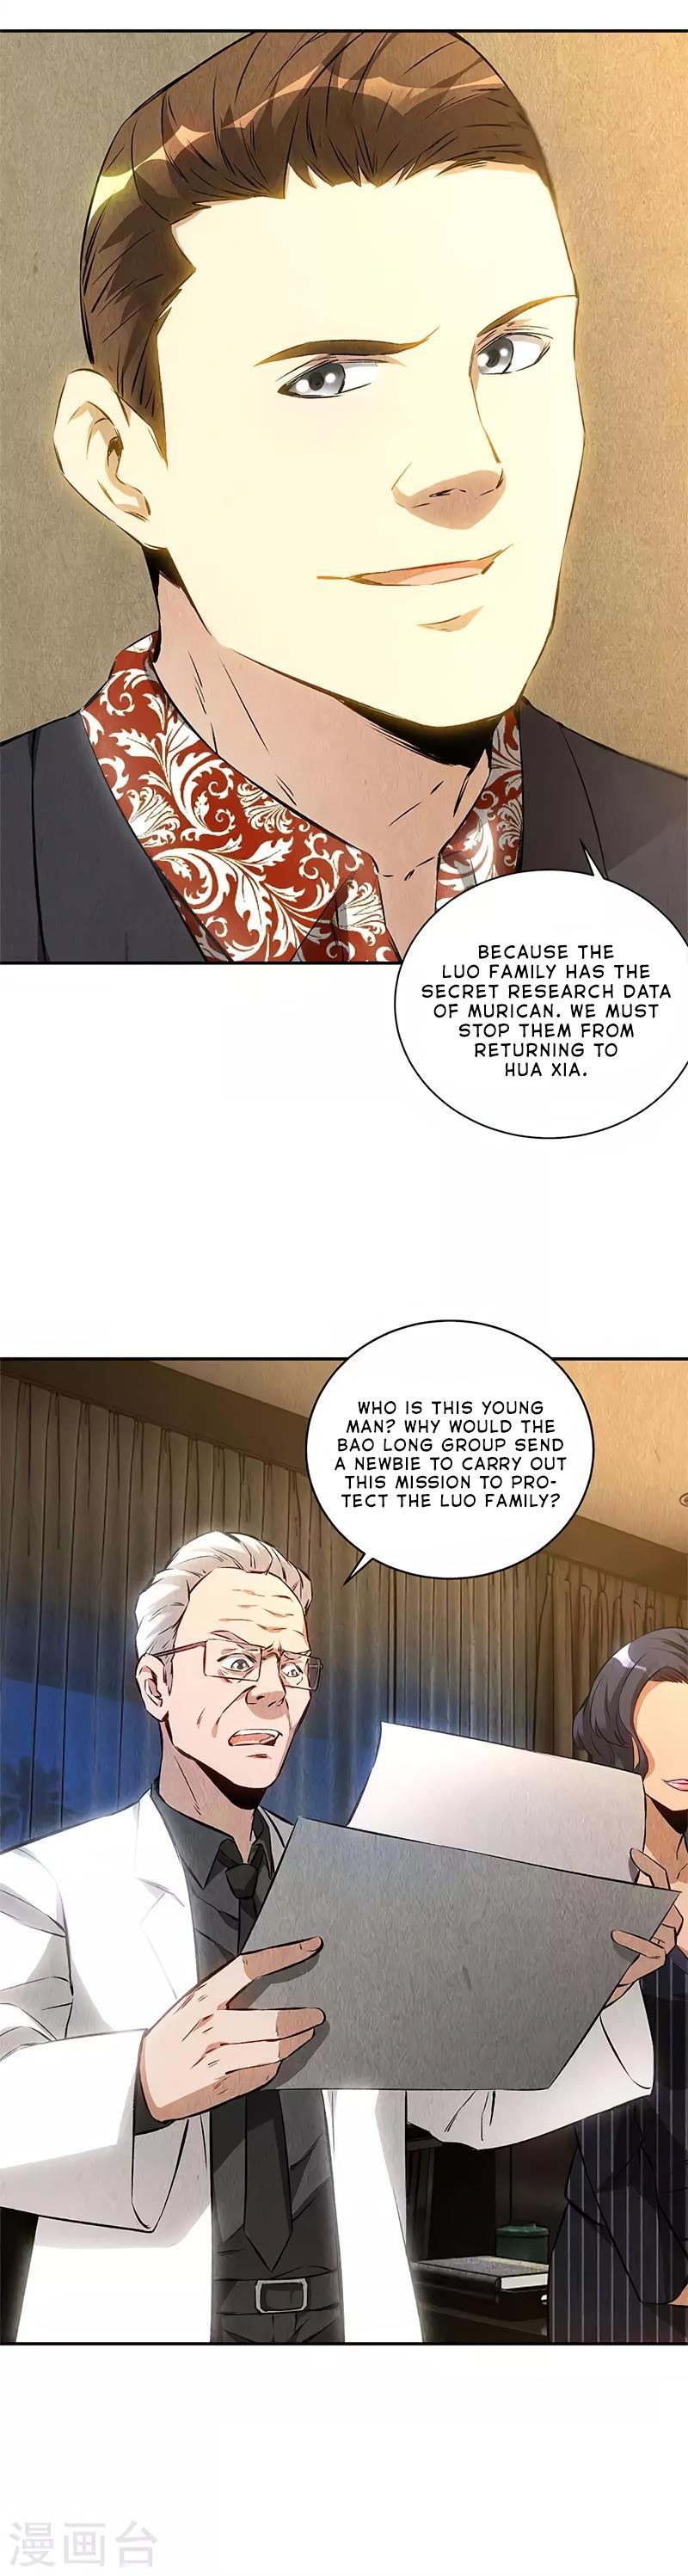 BECAUSE THE
LUO FAMILY HAS THE
SECRET RESEARCH DATA
OF MURICAN. WE MUST
STOP THEM FROM
RETURNING TO
HUA XIA.
WHO IS THIS YOUNG
MAN? WHY WOULD THE
BAO LONG GROUP SEND
A NEWBIE TO CARRY OUT
THIS MISSION TO PRO-
TECT THE LUO FAMILY?
漫画台